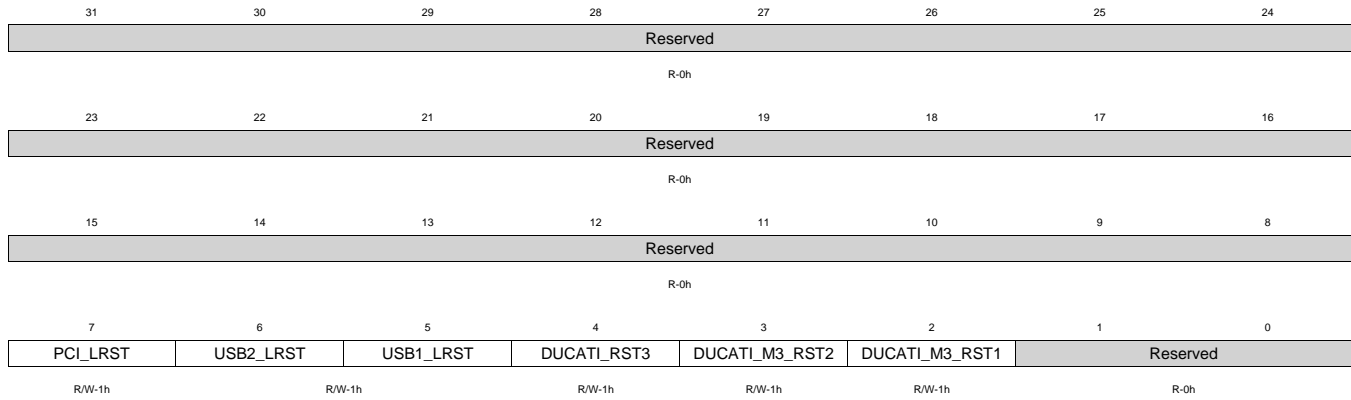 31 30 29 28 27 26 25 24
Reserved
R-0h
23 22 21 20 19 18 17 16
Reserved
R-0h
15 14 13 12 11 10 9 8
Reserved
R-0h
7 6 5 4 3 2 1 0
PCI_LRST USB2_LRST USB1_LRST DUCATI_RST3 DUCATI_M3_RST2 DUCATI_M3_RST1 Reserved
R/W-1h R/W-1h R/W-1h R/W-1h R/W-1h R-0h